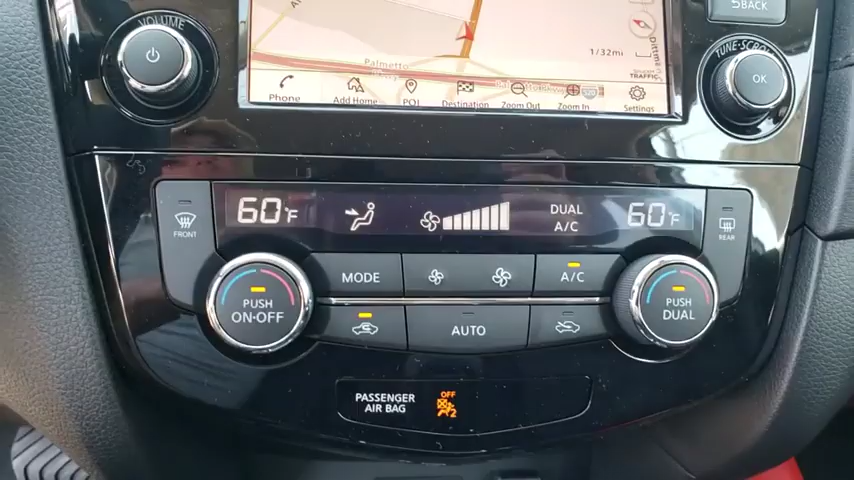 VOLUME
BACK
TUNE·SCROLL
OK
1/32mi
Palmetto
TRAFFIC
Phone
Add Home
POI
Destination
Zoom Out
Zoom In
Settings
60°F
DUAL
A/C
60°F
FRONT
REAR
MODE
A/C
PUSH
ON·OFF
AUTO
PUSH
DUAL
PASSENGER
AIR BAG
OFF
2